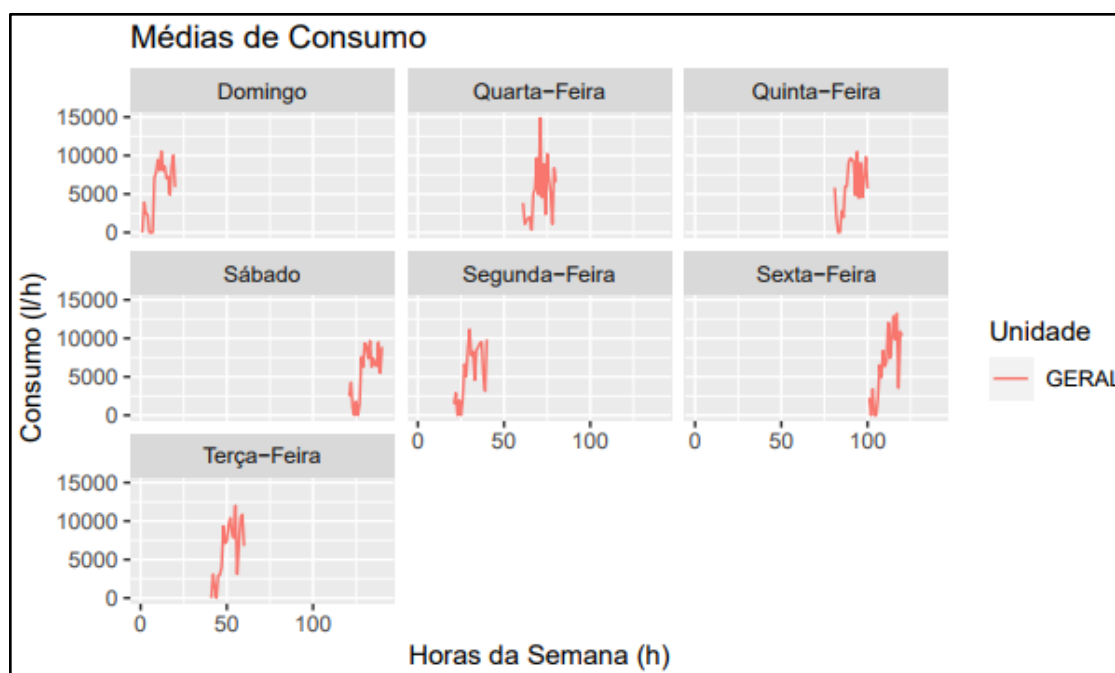 Médias de Consumo
Domingo
Quarta−Feira
Quinta−Feira
15000
10000
5000
0
Sábado
Segunda−Feira
Sexta−Feira
15000
10000
5000
0
0 50 100
0 50 100
Terça−Feira
15000
10000
5000
0
0 50 100
Consumo (l/h)
Horas da Semana (h)
Unidade
GERAL